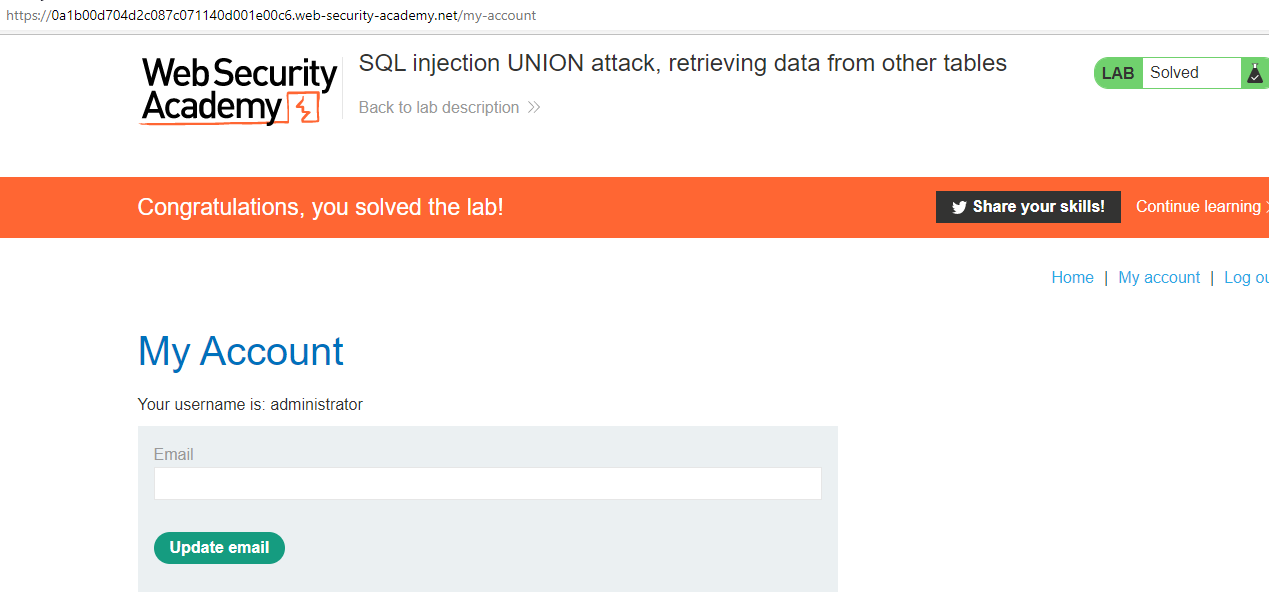 https://0a1b00d704d2c087c071140d001e00c6.web-security-academy.net/my-account
Web Security
Academy
SQL injection UNION attack, retrieving data from other tables
Back to lab description
LAB Solved
Congratulations, you solved the lab!
Share your skills!
Continue learning
Home | My account | Log ou
My Account
Your username is: administrator
Email
Update email